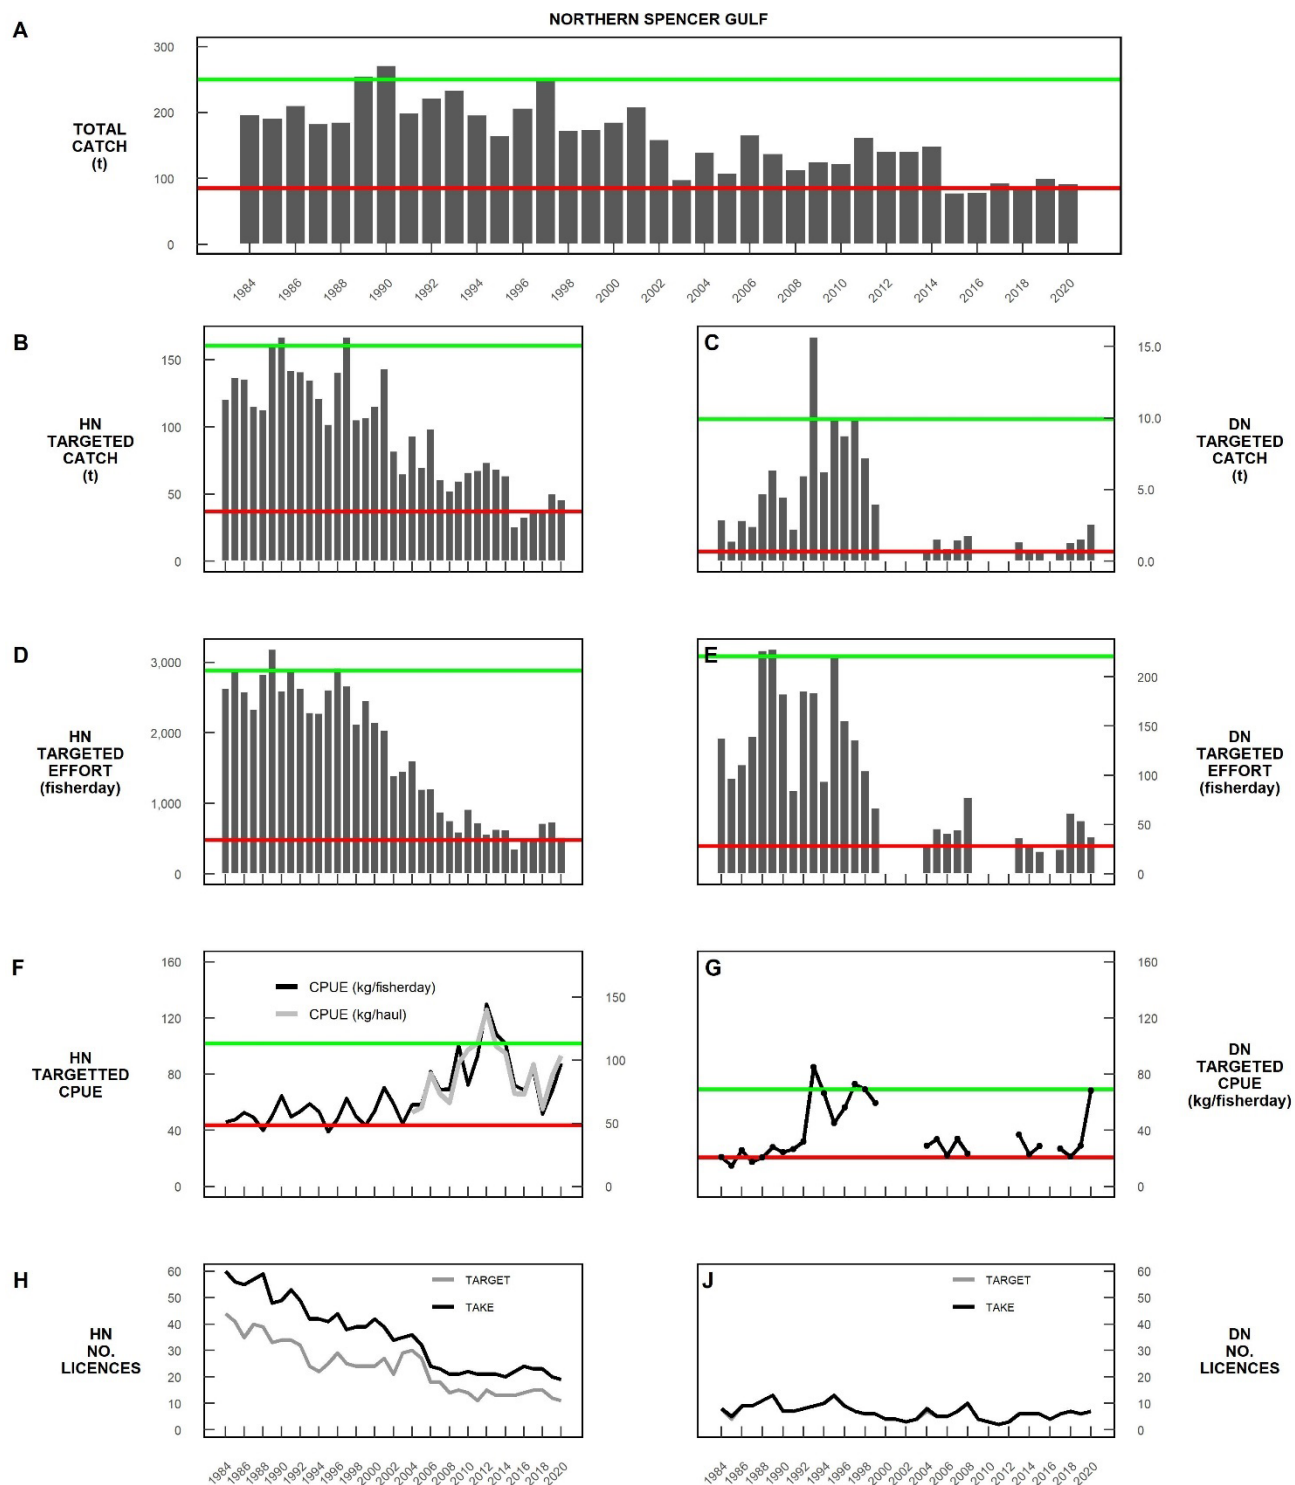 NORTHERN SPENCER GULF
A
TOTAL
CATCH
(t)
300
200
100
0
1984 1986 1988 1990 1992 1994 1996 1998 2000 2002 2004 2006 2008 2010 2012 2014 2016 2018 2020
B
HN
TARGETED
CATCH
(t)
150
100
50
0
C
15.0
10.0
5.0
0.0
DN
TARGETED
CATCH
(t)
D
HN
TARGETED
EFFORT
(fisherday)
3,000
2,000
1,000
0
E
200
150
100
50
0
DN
TARGETED
EFFORT
(fisherday)
F
HN
TARGETTED
CPUE
160
120
80
40
0
CPUE (kg/fisherday)
CPUE (kg/haul)
150
100
50
0
G
160
120
80
40
0
DN
TARGETED
CPUE
(kg/fisherday)
H
HN
NO.
LICENCES
60
50
40
30
20
10
0
TARGET
TAKE
1984 1986 1988 1990 1992 1994 1996 1998 2000 2002 2004 2006 2008 2010 2012 2014 2016 2018 2020
J
TARGET
TAKE
60
50
40
30
20
10
0
DN
NO.
LICENCES
1984 1986 1988 1990 1992 1994 1996 1998 2000 2002 2004 2006 2008 2010 2012 2014 2016 2018 2020